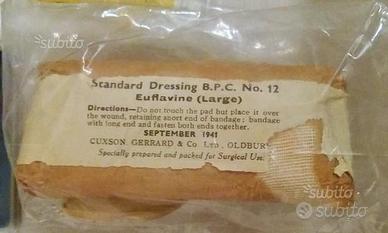 subito
Standard Dressing B.P.C. No. 12
Euflavine (Large)
Directions—Do not touch the pad but place it
over the wound, retaining short end of bandage; bandage
with long end and fasten both ends together.
SEPTEMBER 1941
CUXSON, GERRARD & Co. LTD., OLDBURY
Specially prepared and packed for Surgical Use.
subito
subito
subito